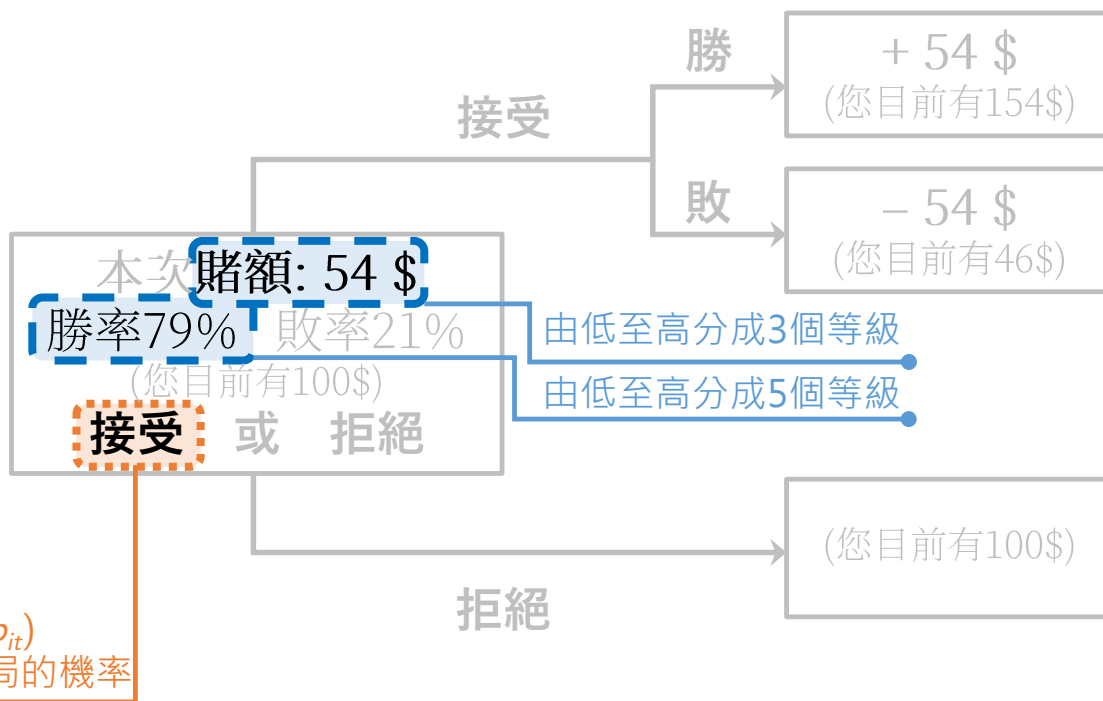 勝
+ 54 $
(您目前有154$)
接受
敗
– 54 $
(您目前有46$)
本次賭額: 54 $
勝率79% 敗率21%
(您目前有100$)
接受 或 拒絕
由低至高分成3個等級
由低至高分成5個等級
(您目前有100$)
拒絕
it)
局的機率